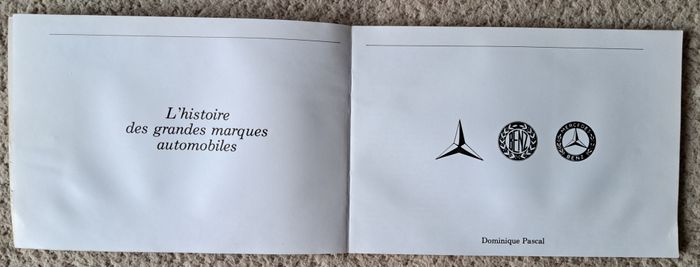 L'histoire
des grandes marques
automobiles
BENZ
MERCEDES
BENZ
Dominique Pascal